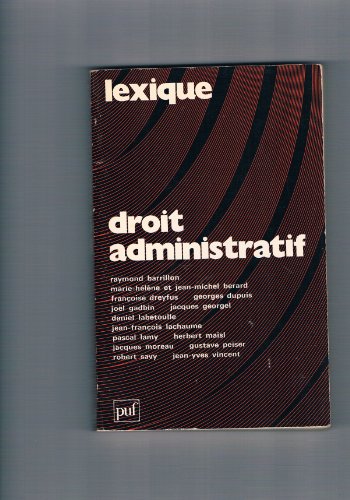 lexique
droit
administratif
raymond barrillon
marie-hélène et jean-michel bérard
françoise dreyfus georges dupuis
joël gadbin jacques georgel
daniel labetoulle
jean-françois lachaume
pascal lamy herbert maisl
jacques moreau gustave peiser
robert savy jean-yves vincent
puf